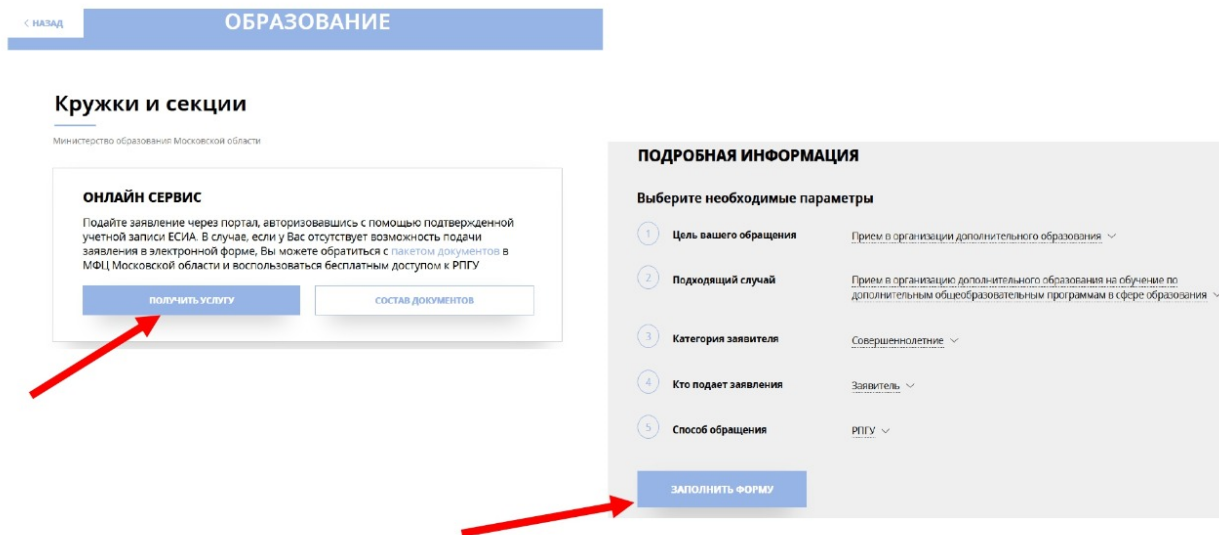 < НАЗАД
ОБРАЗОВАНИЕ
Кружки и секции
Министерство образования Московской области
ОНЛАЙН СЕРВИС
Подайте заявление через портал, авторизовавшись с помощью подтвержденной
учетной записи ЕСИА. В случае, если у Вас отсутствует возможность подачи
заявления в электронной форме, Вы можете обратиться с пакетом документов в
МФЦ Московской области и воспользоваться бесплатным доступом к РПГУ
ПОЛУЧИТЬ УСЛУГУ
СОСТАВ ДОКУМЕНТОВ
ПОДРОБНАЯ ИНФОРМАЦИЯ
Выберите необходимые параметры
1 Цель вашего обращения Прием в организации дополнительного образования
2 Подходящий случай Прием в организацию дополнительного образования на обучение по
дополнительным общеобразовательным программам в сфере образования
3 Категория заявителя Совершеннолетние
4 Кто подает заявления Заявитель
5 Способ обращения РПГУ
ЗАПОЛНИТЬ ФОРМУ